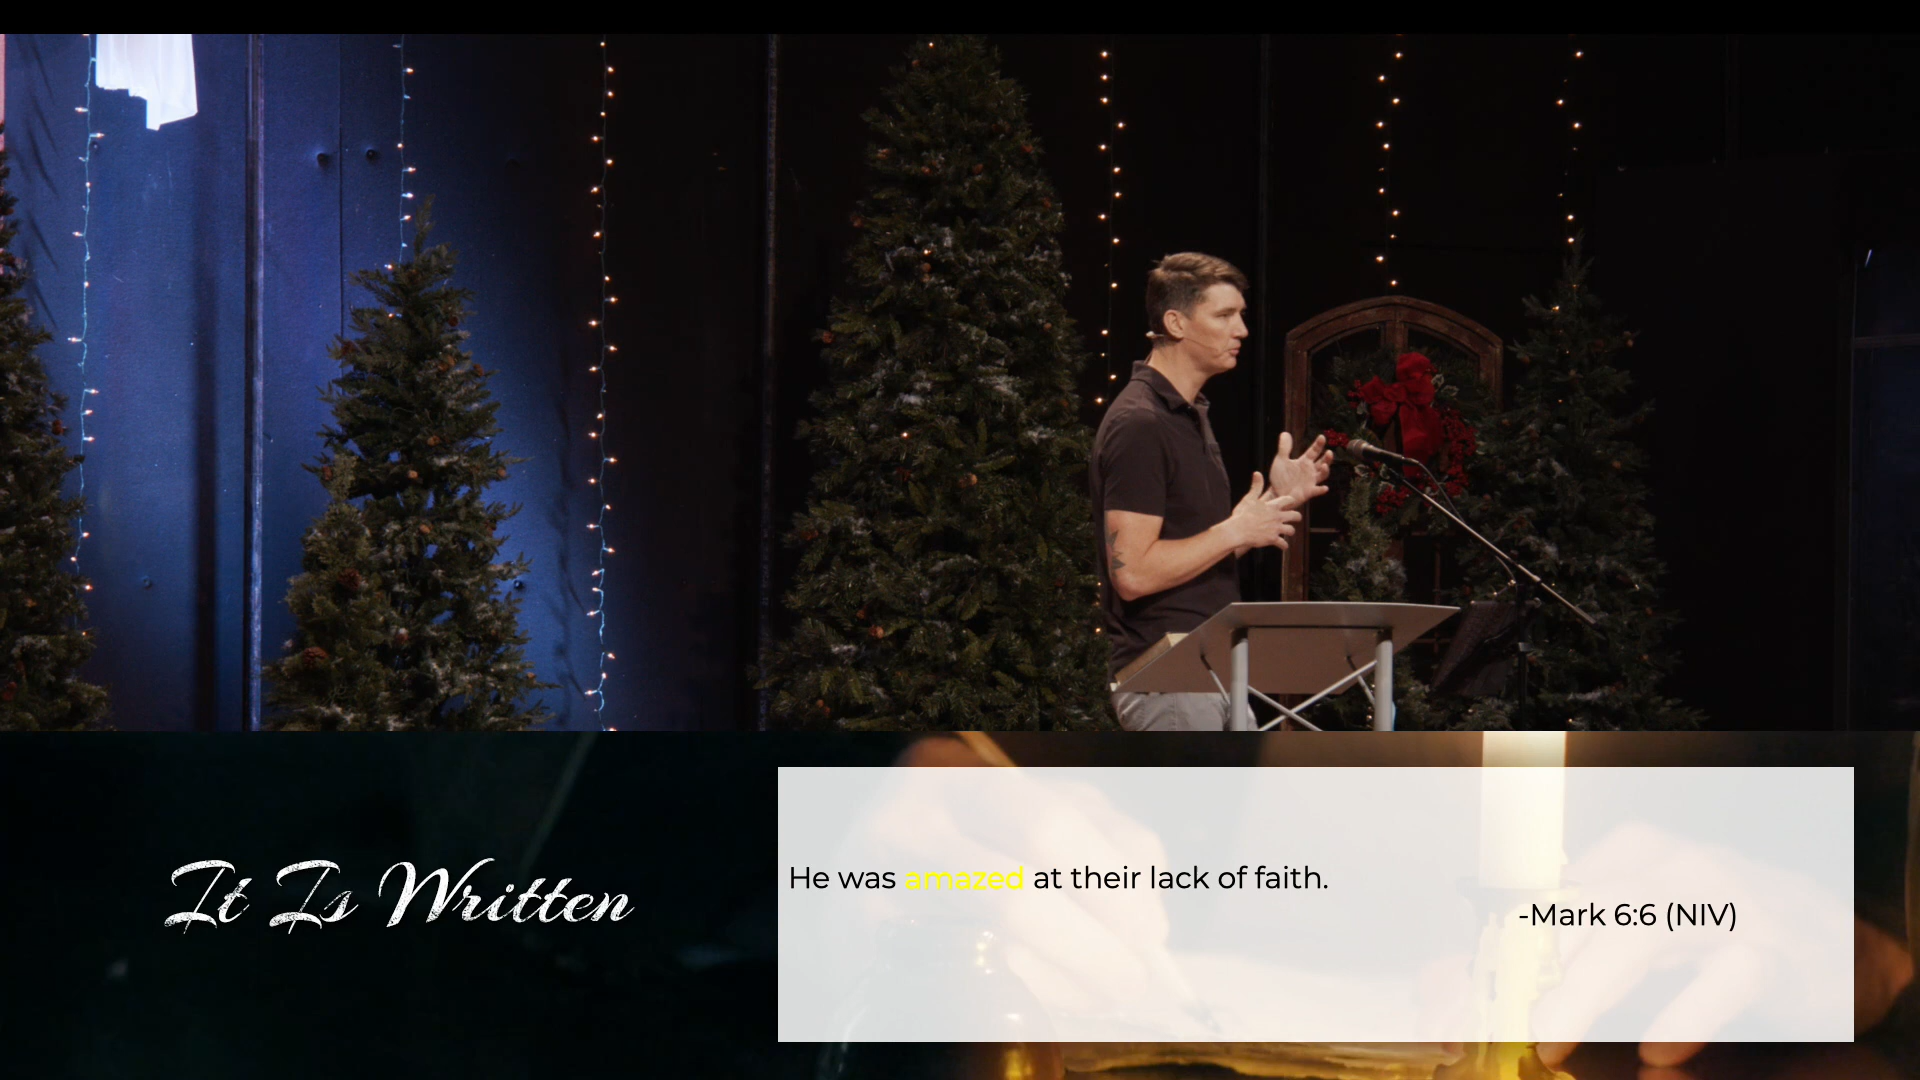 It Is Written
He was amazed at their lack of faith.
-Mark 6:6 (NIV)